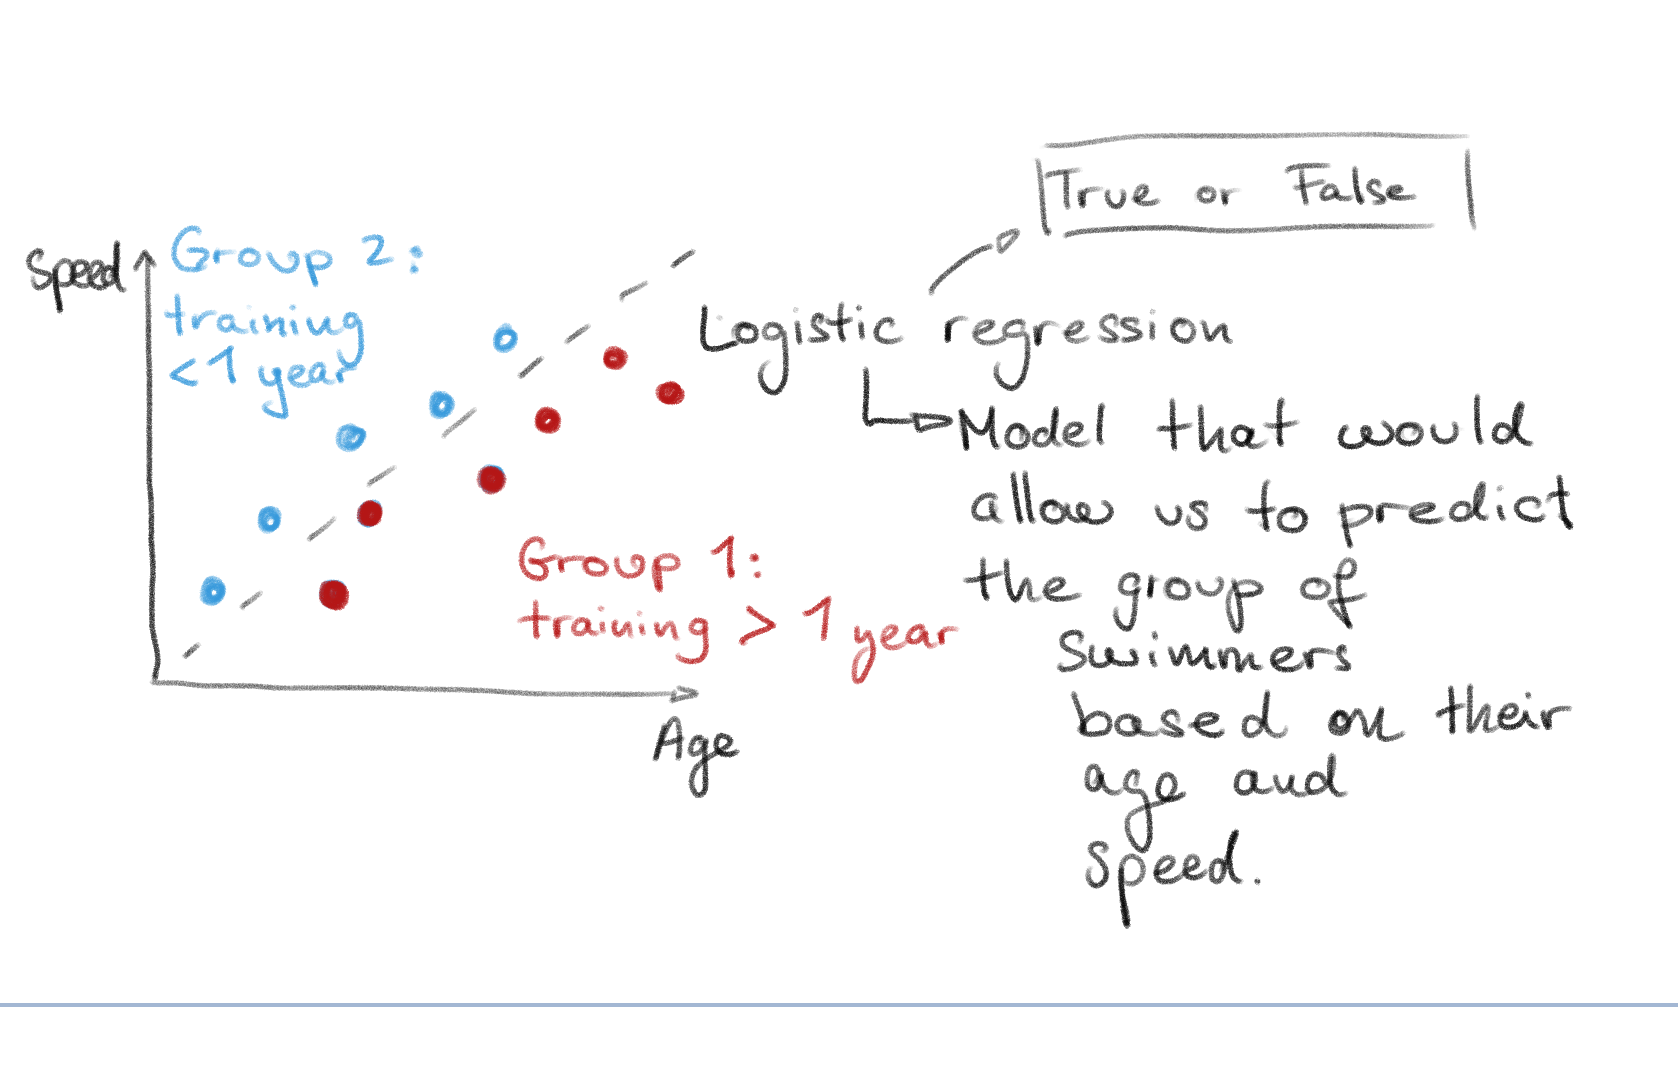 True or False
Speed
Group 2:
training
<1 year
Logistic regression
Model that would
allow us to predict
the group of
Swimmers
based on their
age and
speed.
Group 1:
training > 1 year
Age